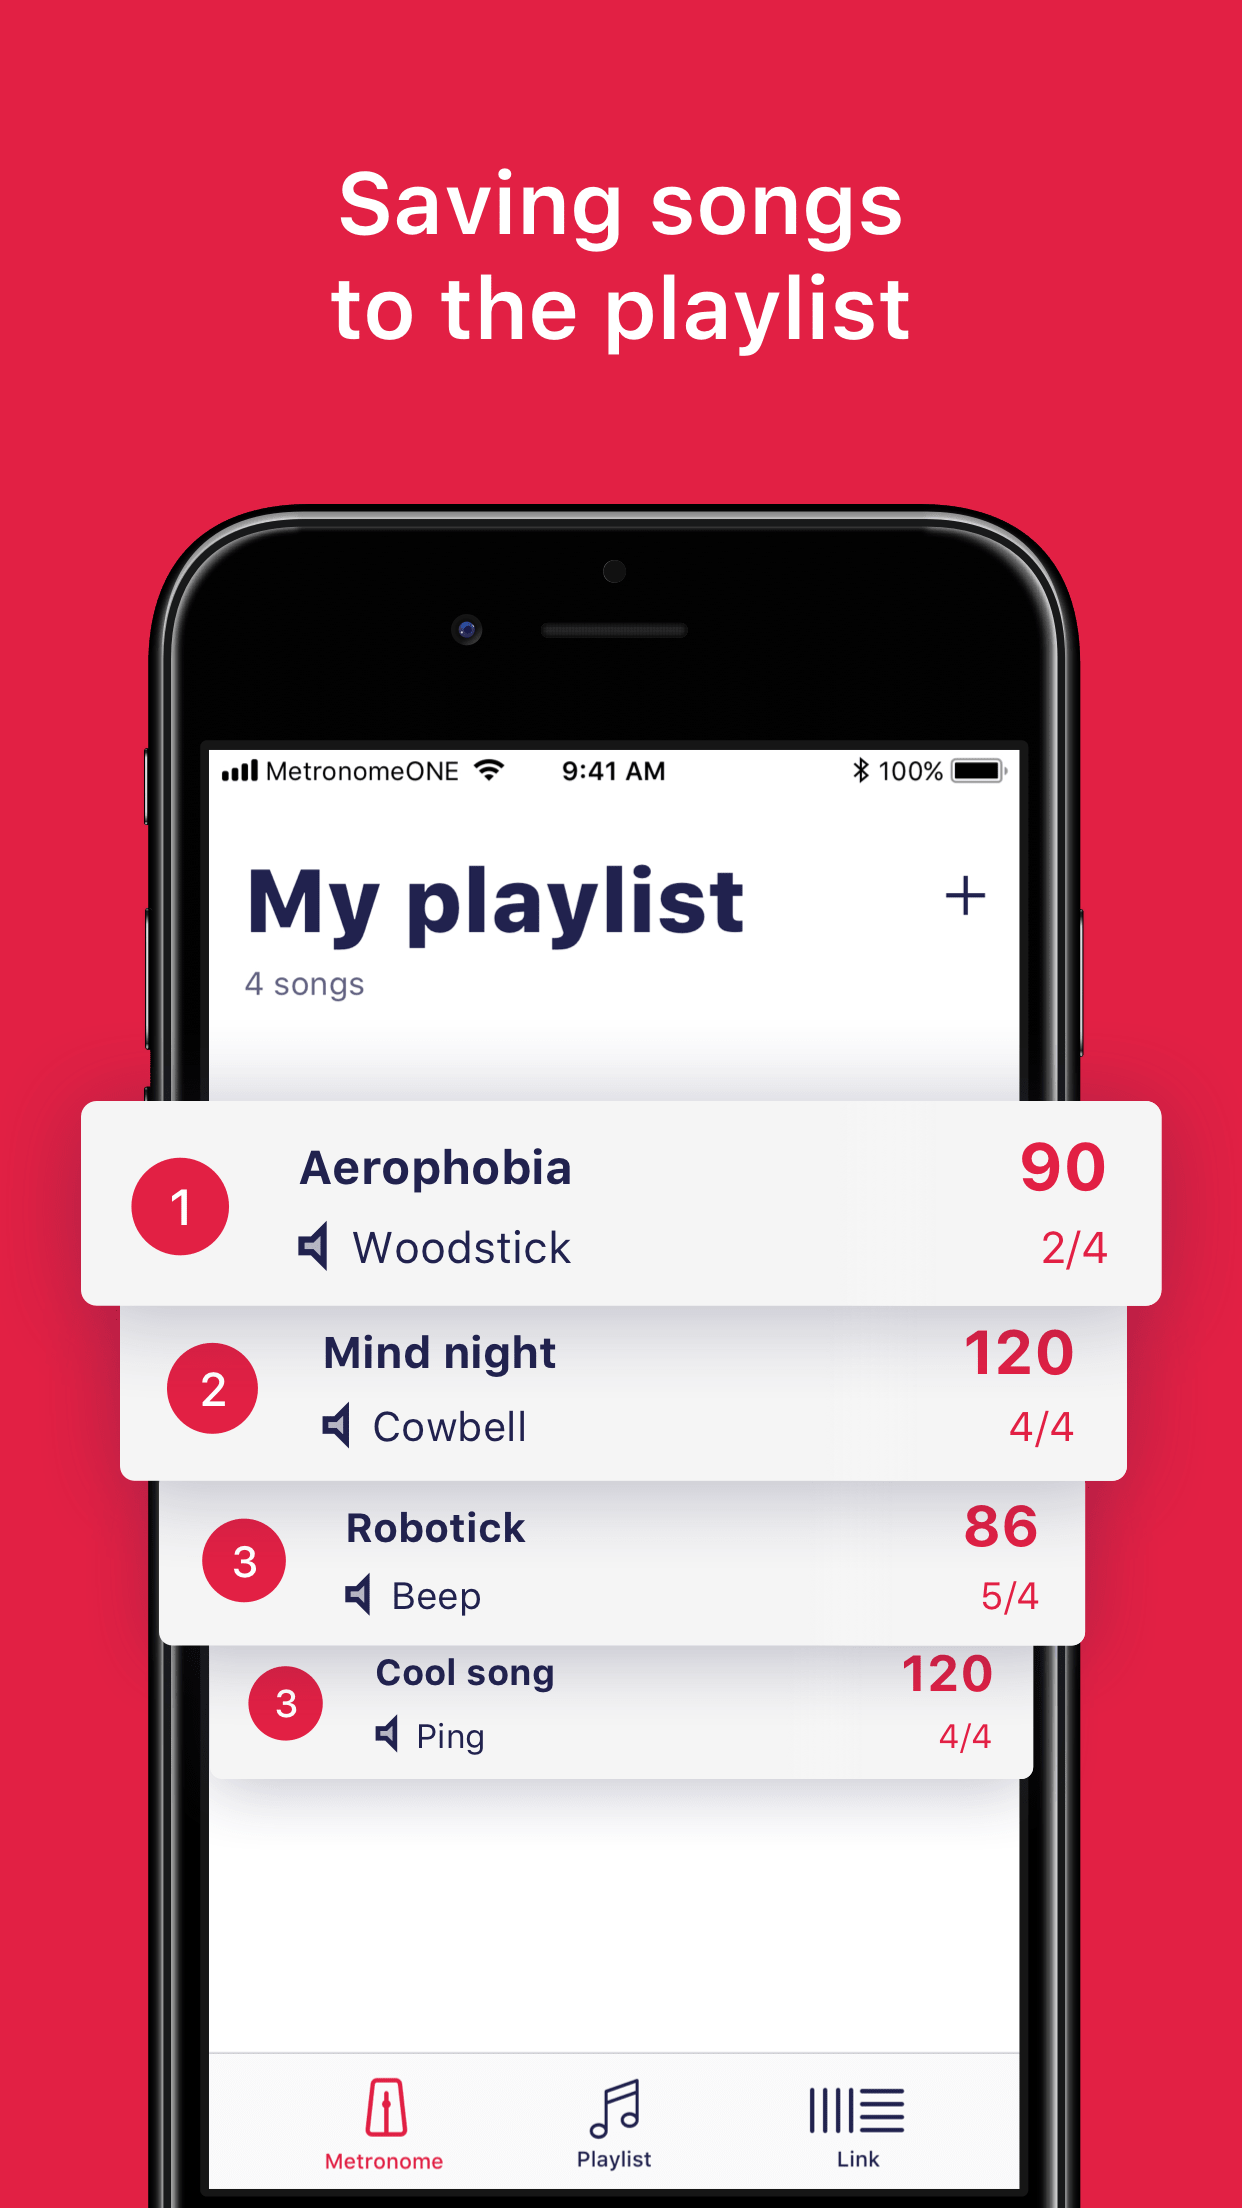 Saving songs
to the playlist
MetronomeONE 9:41 AM 100%
My playlist
+
4 songs
1 Aerophobia 90
Woodstick 2/4
2 Mind night 120
Cowbell 4/4
3 Robotick 86
Beep 5/4
3 Cool song 120
Ping 4/4
Metronome Playlist Link